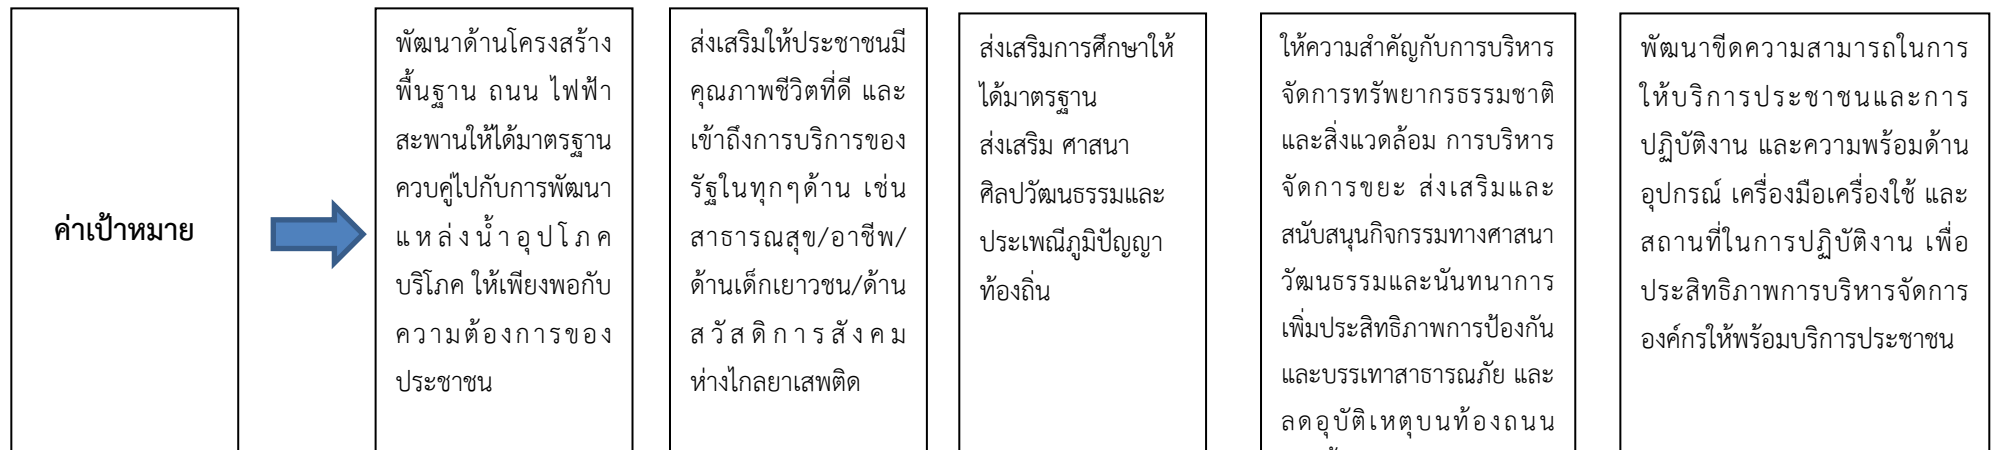 ค่าเป้าหมาย
พัฒนาด้านโครงสร้าง
พื้นฐาน ถนน ไฟฟ้า
สะพานให้ได้มาตรฐาน
ควบคู่ไปกับการพัฒนา
แหล่งน้ำอุปโภค
บริโภค ให้เพียงพอกับ
ความต้องการของ
ประชาชน
ส่งเสริมให้ประชาชนมี
คุณภาพชีวิตที่ดี และ
เข้าถึงการบริการของ
รัฐในทุกๆด้าน เช่น
สาธารณสุข/อาชีพ/
ด้านเด็กเยาวชน/ด้าน
สวัสดิการสังคม
ห่างไกลยาเสพติด
ส่งเสริมการศึกษาให้
ได้มาตรฐาน
ส่งเสริม ศาสนา
ศิลปวัฒนธรรมและ
ประเพณีภูมิปัญญา
ท้องถิ่น
ให้ความสำคัญกับการบริหาร
จัดการทรัพยากรธรรมชาติ
และสิ่งแวดล้อม การบริหาร
จัดการขยะ ส่งเสริมและ
สนับสนุนกิจกรรมทางศาสนา
วัฒนธรรมและนันทนาการ
เพิ่มประสิทธิภาพการป้องกัน
และบรรเทาสาธารณภัย และ
ลดอุบัติเหตุบนท้องถนน
พัฒนาขีดความสามารถในการ
ให้บริการประชาชนและการ
ปฏิบัติงาน และความพร้อมด้าน
อุปกรณ์ เครื่องมือเครื่องใช้ และ
สถานที่ในการปฏิบัติงาน เพื่อ
ประสิทธิภาพการบริหารจัดการ
องค์กรให้พร้อมบริการประชาชน